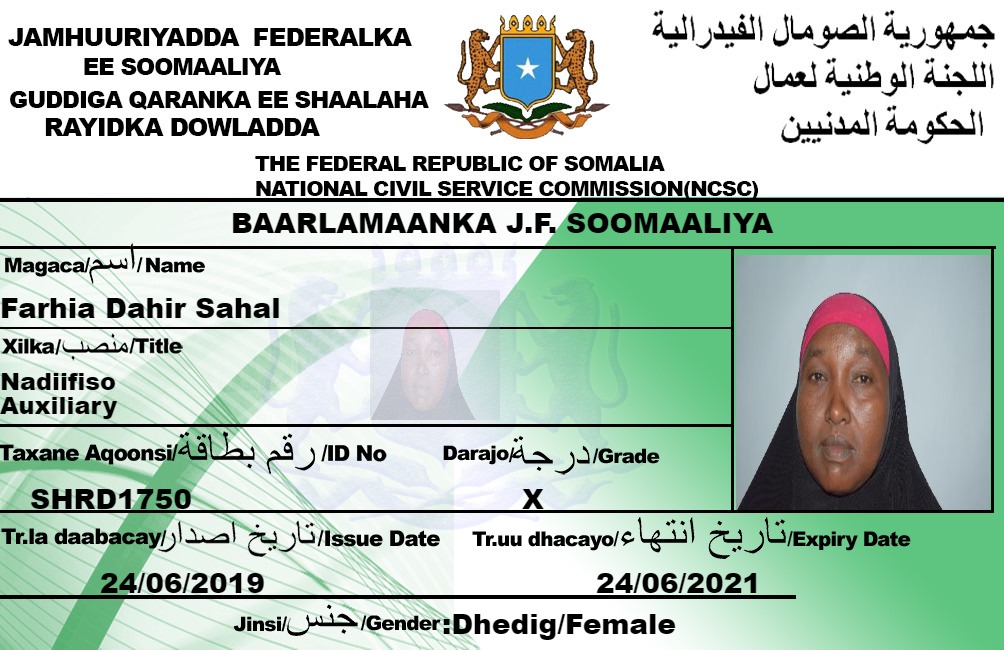 JAMHUURIYADDA FEDERALKA
EE SOOMAALIYA
GUDDIGA QARANKA EE SHAALAHA
RAYIDKA DOWLADDA
جمهورية الصومال الفيدرالية
اللجنة الوطنية لعمال
الحكومة المدنيين
THE FEDERAL REPUBLIC OF SOMALIA
NATIONAL CIVIL SERVICE COMMISSION(NCSC)
BAARLAMAANKA J.F. SOOMAALIYA
Magaca/اسم/Name
Farhia Dahir Sahal
Xilka/منصب/Title
Nadiifiso
Auxiliary
Taxane Aqoonsi/رقم بطاقة/ID No
SHRD1750
Darajo/درجة/Grade
X
Tr.la daabacay/تاريخ اصدار/Issue Date
24/06/2019
Tr.uu dhacayo/تاريخ انتهاء/Expiry Date
24/06/2021
Jinsi/جنس/Gender:Dhedig/Female